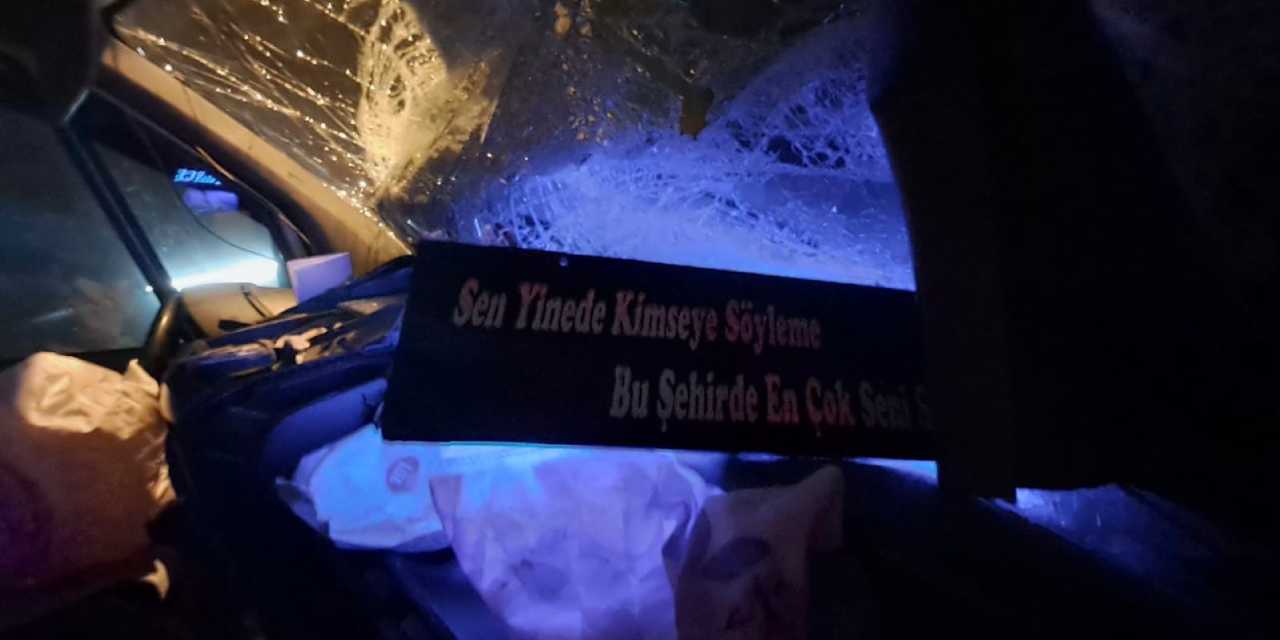 Sen Yinede Kimseye Söyleme
Bu Şehirde En Çok Seni S